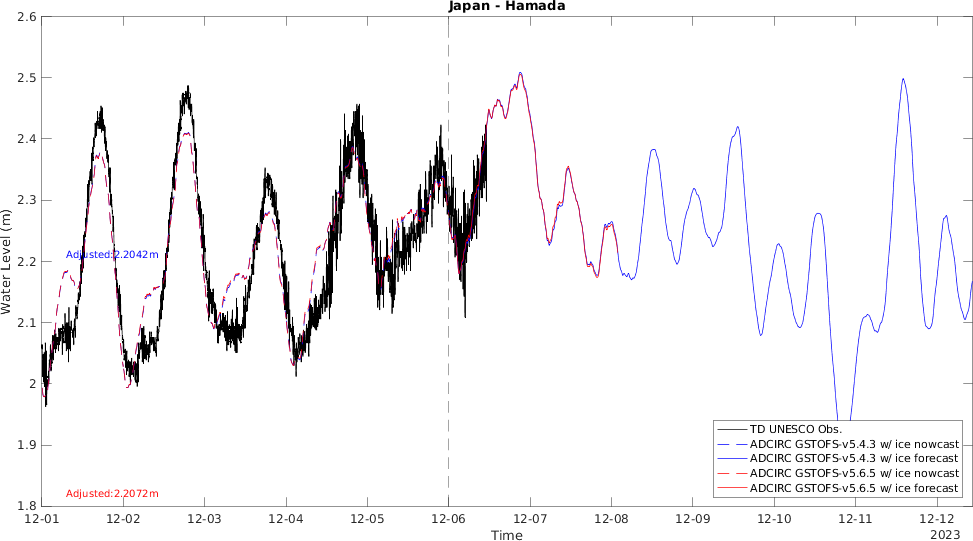 Japan - Hamada
Water Level (m)
2.6
2.5
2.4
2.3
2.2
2.1
2
1.9
1.8
Adjusted:2.2042m
Adjusted:2.2072m
TD UNESCO Obs.
ADCIRC GSTOFS-v5.4.3 w/ ice nowcast
ADCIRC GSTOFS-v5.4.3 w/ ice forecast
ADCIRC GSTOFS-v5.6.5 w/ ice nowcast
ADCIRC GSTOFS-v5.6.5 w/ ice forecast
12-01 12-02 12-03 12-04 12-05 12-06 12-07 12-08 12-09 12-10 12-11 12-12
2023
Time